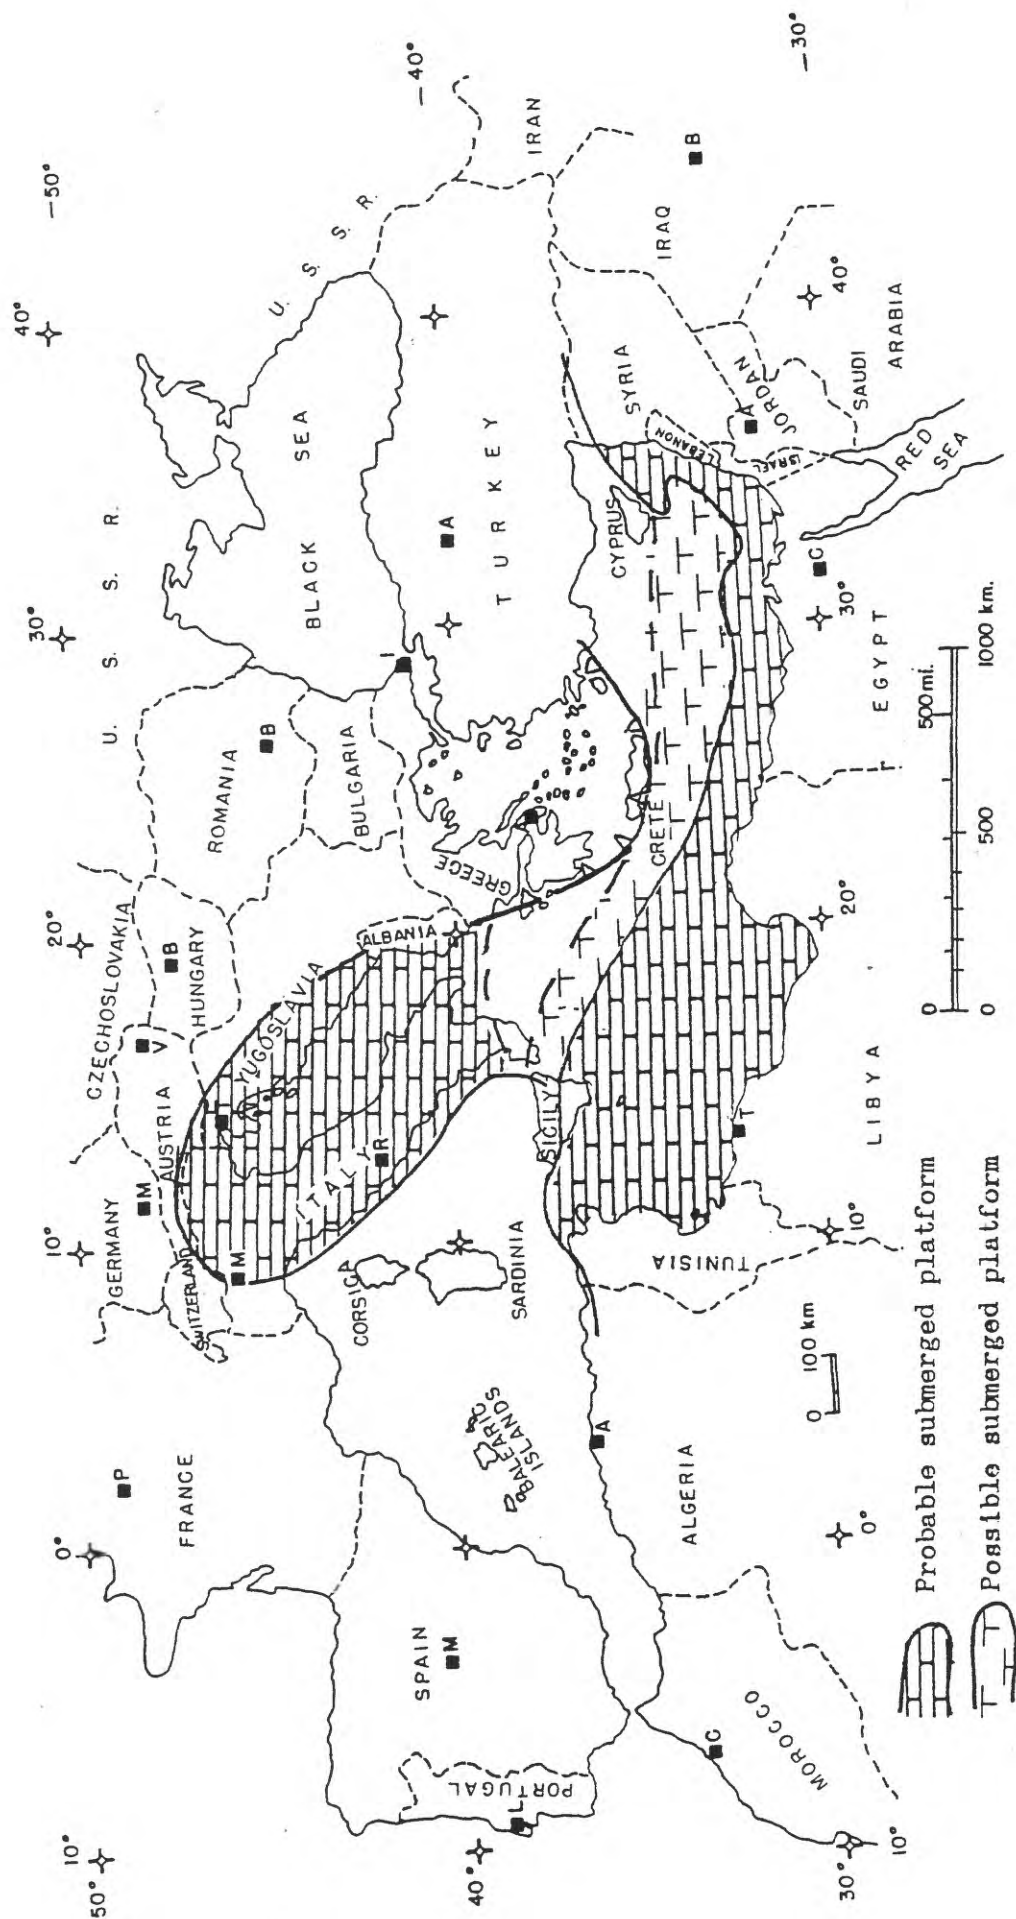 10°
0°
10°
20°
30°
40°
50°
—50°
U. S. S. R.
CZECHOSLOVAKIA
GERMANY
P
M
V
B
FRANCE
SWITZERLAND
AUSTRIA
HUNGARY
ROMANIA
B
M
YUGOSLAVIA
BULGARIA
BLACK SEA
U. S. S. R.
ITALY
R
ALBANIA
I
CORSICA
SPAIN
M
PORTUGAL
L
40°
—40°
BALEARIC
ISLANDS
SARDINIA
GREECE
A
A
TURKEY
IRAN
SICILY
CRETE
CYPRUS
SYRIA
LEBANON
IRAQ
B
A
G
MOROCCO
ALGERIA
TUNISIA
T
ISRAEL
A
JORDAN
30°
10°
0°
10°
20°
30°
40°
—30°
C
LIBYA
EGYPT
RED
SEA
SAUDI
ARABIA
0 100 km
0 500mi.
0 500 1000 km.
Probable submerged platform
Possible submerged platform